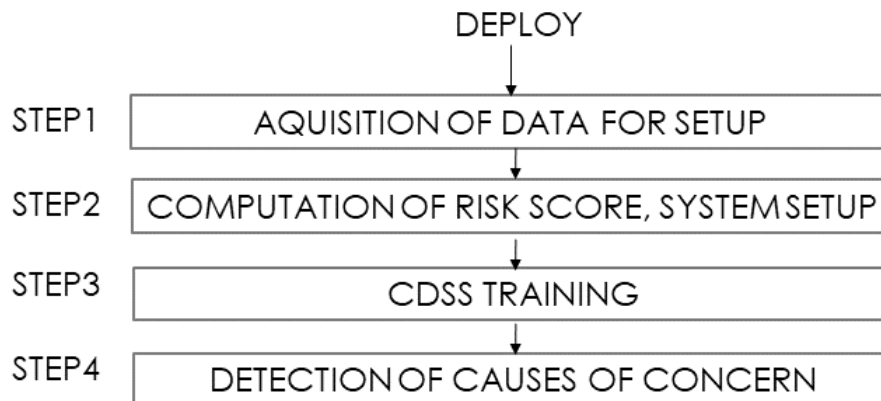 DEPLOY
STEP1 AQUISITION OF DATA FOR SETUP
STEP2 COMPUTATION OF RISK SCORE, SYSTEM SETUP
STEP3 CDSS TRAINING
STEP4 DETECTION OF CAUSES OF CONCERN